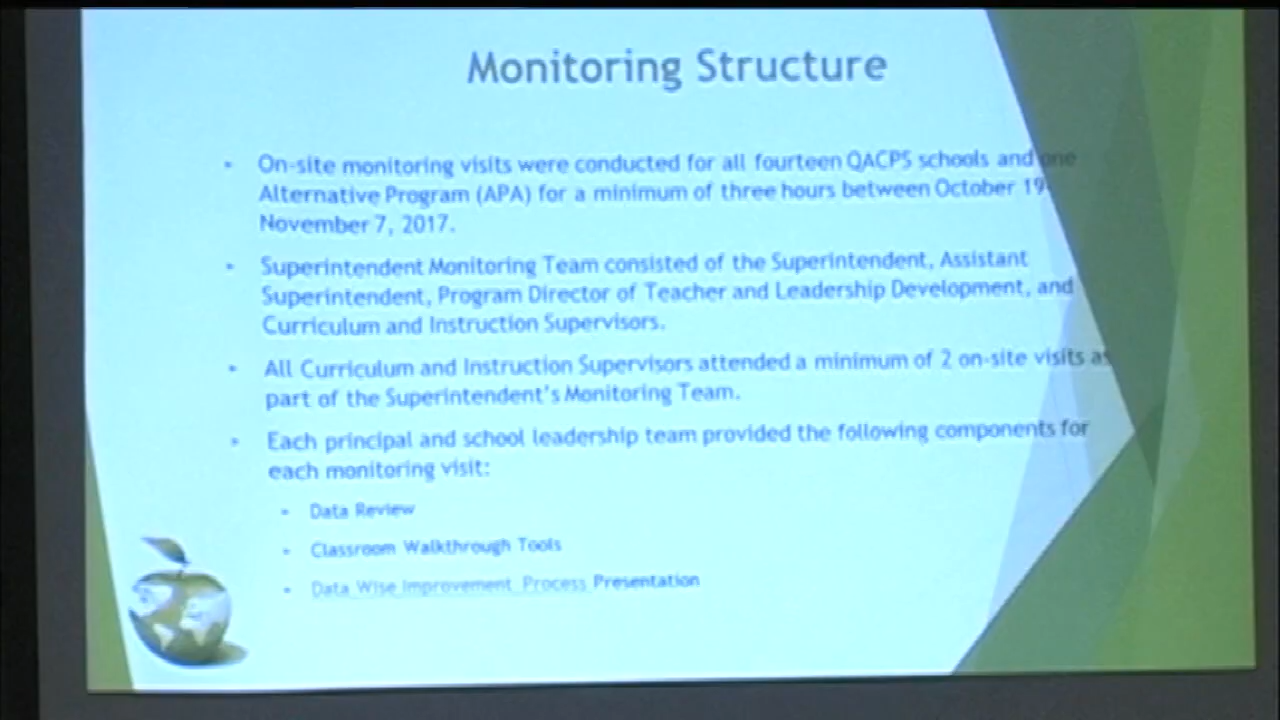 Monitoring Structure
On-site monitoring visits were conducted for all fourteen QACPS schools and one
Alternative Program (APA) for a minimum of three hours between October 19-
November 7, 2017.
Superintendent Monitoring Team consisted of the Superintendent, Assistant
Superintendent, Program Director of Teacher and Leadership Development, and
Curriculum and Instruction Supervisors.
All Curriculum and Instruction Supervisors attended a minimum of 2 on-site visits as
part of the Superintendent's Monitoring Team.
Each principal and school leadership team provided the following components for
each monitoring visit:
Data Review
Classroom Walkthrough Tools
Data Wise Improvement Process Presentation